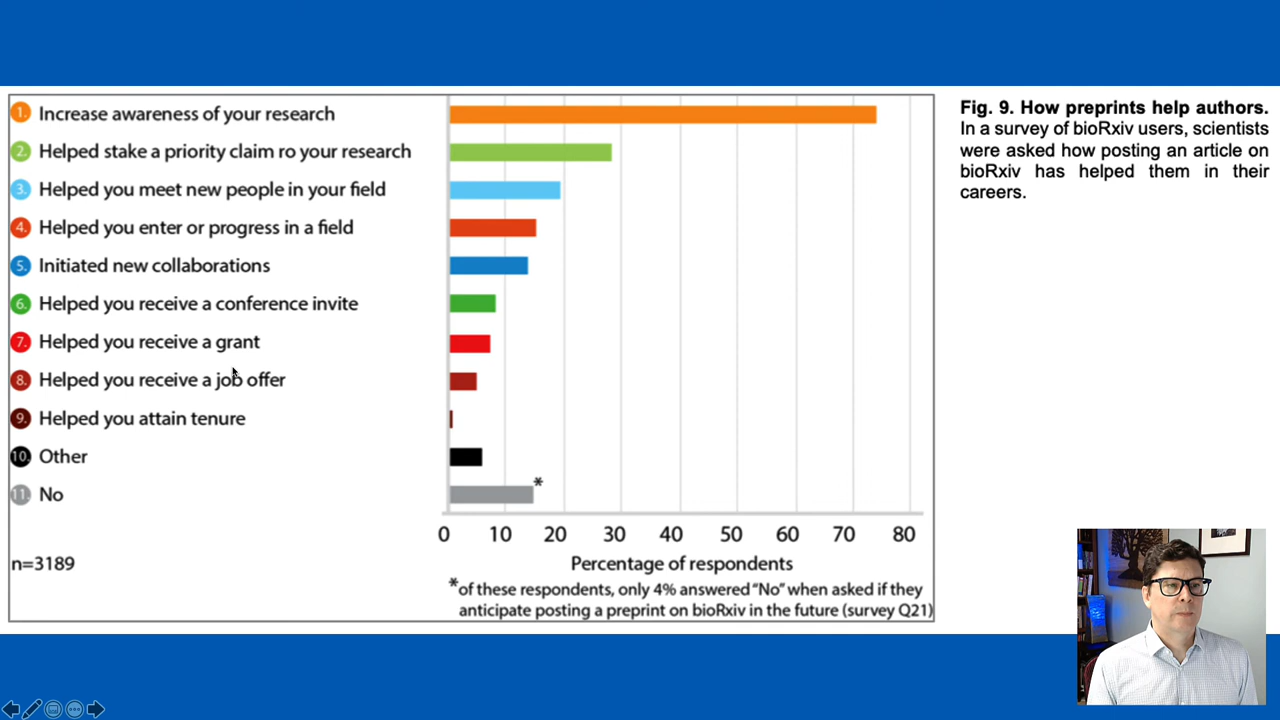 1. Increase awareness of your research
2. Helped stake a priority claim ro your research
3. Helped you meet new people in your field
4. Helped you enter or progress in a field
5. Initiated new collaborations
6. Helped you receive a conference invite
7. Helped you receive a grant
8. Helped you receive a job offer
9. Helped you attain tenure
10. Other
11. No
*
0 10 20 30 40 50 60 70 80
Percentage of respondents
n=3189
*of these respondents, only 4% answered “No” when asked if they
anticipate posting a preprint on bioRxiv in the future (survey Q21)
Fig. 9. How preprints help authors.
In a survey of bioRxiv users, scientists
were asked how posting an article on
bioRxiv has helped them in their
careers.